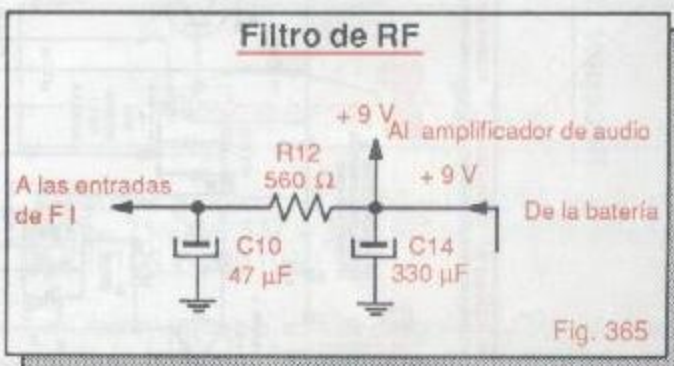 Filtro de RF
+ 9 V
Al amplificador de audio
R12
560 Ω
+ 9 V
A las entradas
de F I
De la batería
C10
47 µF
C14
330 µF
Fig. 365